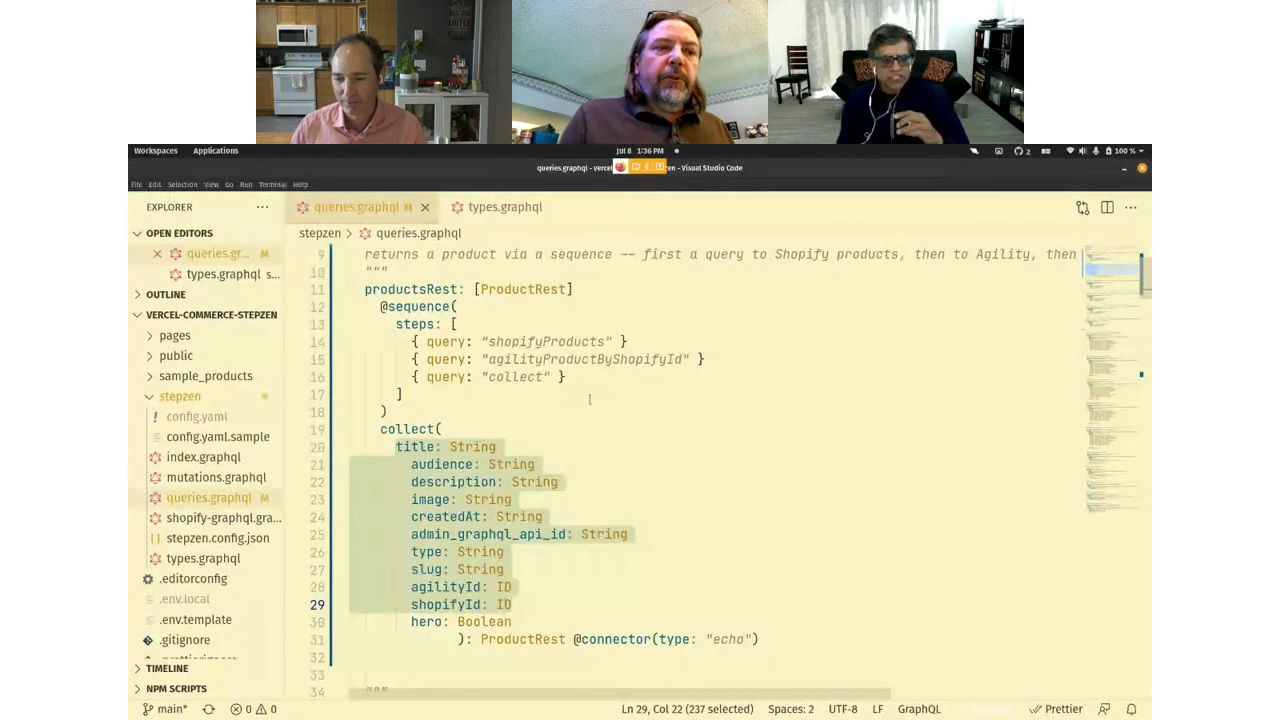 Workspaces Applications Jul 8 1:36 PM 2 100 %
queries.graphql - vercel zen - Visual Studio Code
File Edit Selection View Go Run Terminal Help
EXPLORER
OPEN EDITORS
queries.gr... M
types.graphql s...
OUTLINE
VERCEL-COMMERCE-STEPZEN
pages
public
sample_products
stepzen
config.yaml
config.yaml.sample
index.graphql
mutations.graphql
queries.graphql M
shopify-graphql.gra...
stepzen.config.json
types.graphql
.editorconfig
.env.local
.env.template
.gitignore
.prettierignore
TIMELINE
NPM SCRIPTS
queries.graphql M types.graphql
stepzen > queries.graphql
9 returns a product via a sequence -- first a query to Shopify products, then to Agility, then
10 """
11 productsRest: [ProductRest]
12 @sequence(
13 steps: [
14 { query: "shopifyProducts" }
15 { query: "agilityProductByShopifyId" }
16 { query: "collect" }
17 ]
18 )
19 collect(
20 title: String
21 audience: String
22 description: String
23 image: String
24 createdAt: String
25 admin_graphql_api_id: String
26 type: String
27 slug: String
28 agilityId: ID
29 shopifyId: ID
30 hero: Boolean
31 ): ProductRest @connector(type: "echo")
32
33
34 """
main* 0 0 Ln 29, Col 22 (237 selected) Spaces: 2 UTF-8 LF GraphQL Prettier